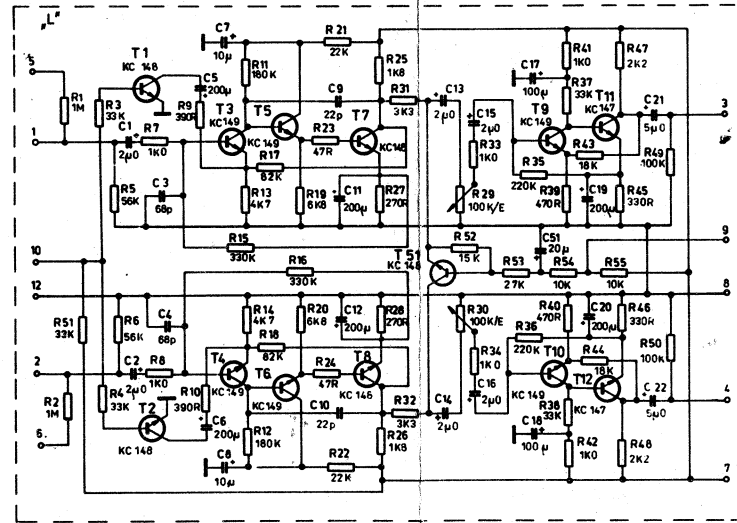 „L"
5
R1
1M
1
R3
33K
T1
KC 148
C5
200µ
R9
390R
C1
2µ0
R7
1K0
R5
56K
C 3
68p
C7
10µ
R11
180K
R 21
22K
R25
1K8
C9
22p
R31
3K3
T3
KC149
T5
KC 149
T7
KC148
R23
47R
R17
82K
R13
4K7
R19
6K8
C11
200µ
R27
270R
R15
330K
C13
2µ0
C15
2µ0
R33
1K0
R29
100K/E
C17
100µ
R41
1K0
R37
33K
R47
2K2
T9
KC149
T11
KC147
C21
5µ0
3
R43
18K
R35
220K
R49
100K
R39
470R
C19
200µ
R45
330R
10
R16
330K
T51
KC 148
R 52
15 K
R53
27K
C51
20µ
R54
10K
R55
10K
9
12
8
R51
33K
R6
56K
C4
68p
R14
4K7
R20
6K8
C12
200µ
R28
270R
R30
100K/E
R40
470R
C20
200µ
R46
330R
R18
82K
R36
220K
R50
100K
2
C2
2µ0
R8
1K0
T4
KC149
T6
KC149
R24
47R
T8
KC 148
R34
1K0
C16
2µ0
T10
KC149
R44
18K
T12
KC 147
C 22
5µ0
4
R2
1M
R4
33K
R10
390R
T2
KC 148
C6
200µ
C10
22p
R32
3K3
C14
2µ0
R38
33K
6
R12
180K
R26
1K8
C18
100µ
R42
1K0
R48
2K2
C8
10µ
R22
22K
7